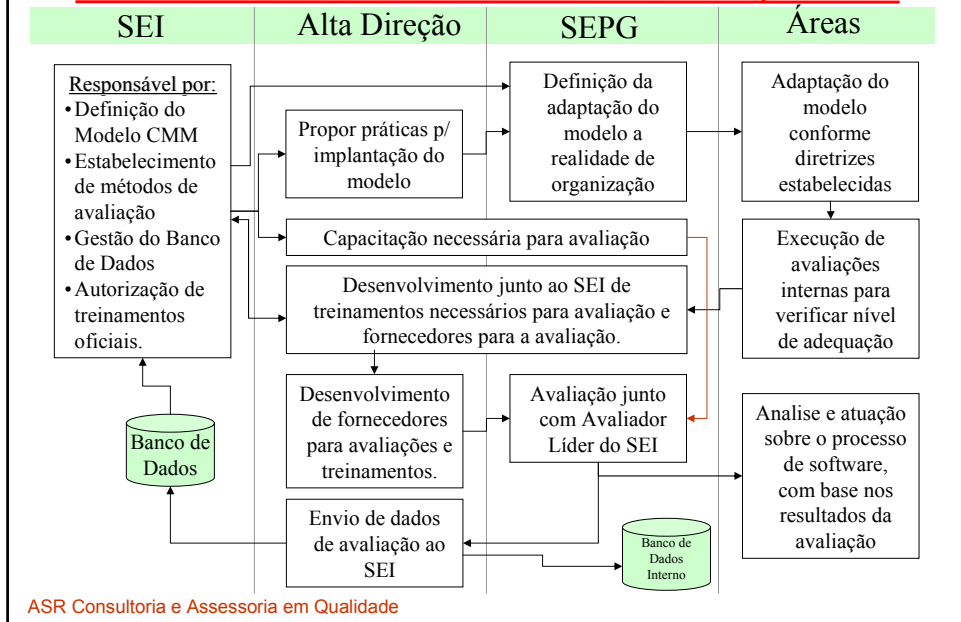 SEI
Alta Direção
SEPG
Áreas
Responsável por:
•Definição do
Modelo CMM
•Estabelecimento
de métodos de
avaliação
•Gestão do Banco
de Dados
•Autorização de
treinamentos
oficiais.
Propor práticas p/
implantação do
modelo
Definição da
adaptação do
modelo a
realidade de
organização
Adaptação do
modelo
conforme
diretrizes
estabelecidas
Capacitação necessária para avaliação
Desenvolvimento junto ao SEI de
treinamentos necessários para avaliação e
fornecedores para a avaliação.
Execução de
avaliações
internas para
verificar nível
de adequação
Desenvolvimento
de fornecedores
para avaliações e
treinamentos.
Avaliação junto
com Avaliador
Líder do SEI
Analise e atuação
sobre o processo
de software,
com base nos
resultados da
avaliação
Banco de
Dados
Envio de dados
de avaliação ao
SEI
Banco de
Dados
Interno
ASR Consultoria e Assessoria em Qualidade